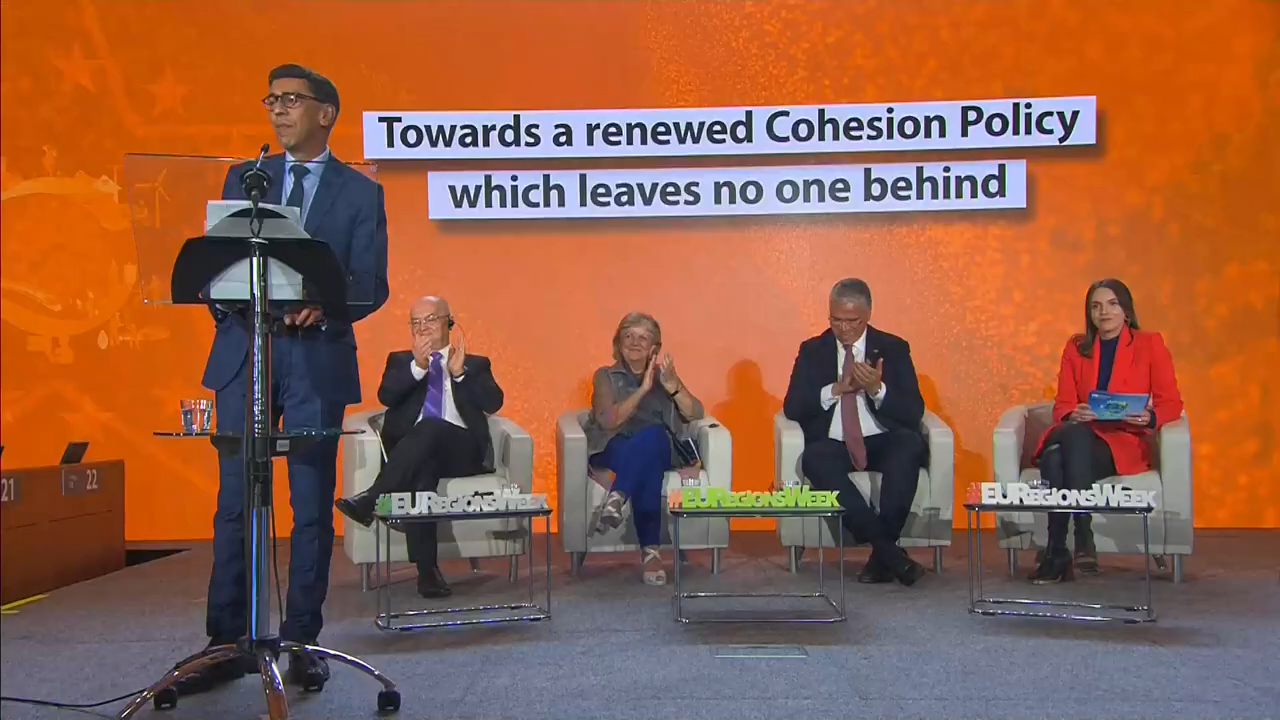 Towards a renewed Cohesion Policy
which leaves no one behind
#EUREGIONSWEEK
#EUREGIONSWEEK
#EUREGIONSWEEK
21
22